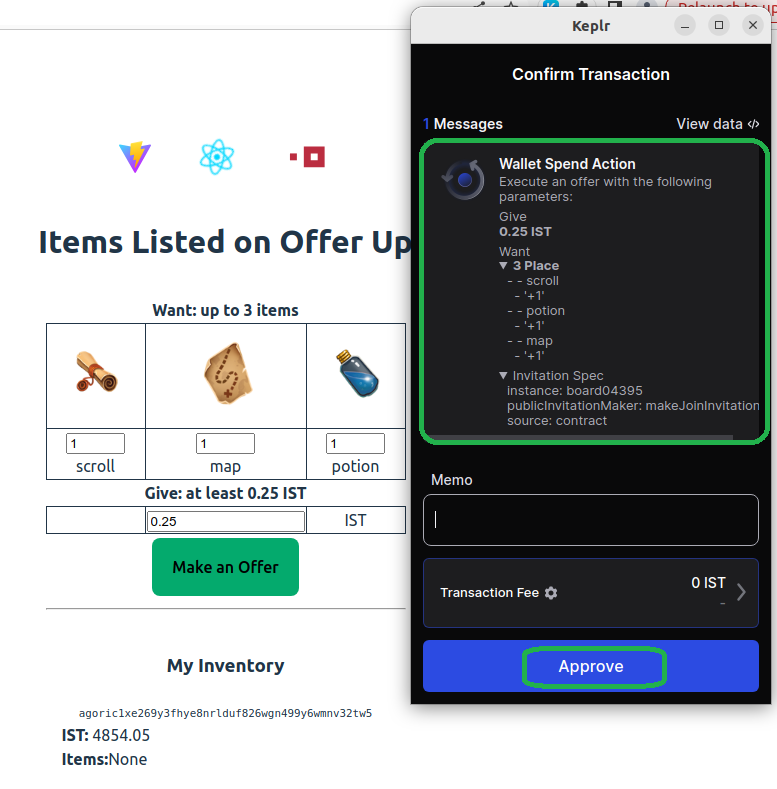 Relaunch to up
Keplr
Confirm Transaction
1 Messages
View data </>
Wallet Spend Action
Execute an offer with the following
parameters:
Give
0.25 IST
Want
▼ 3 Place
- - scroll
- '+1'
- - potion
- '+1'
- - map
- '+1'
▼ Invitation Spec
instance: board04395
publicInvitationMaker: makeJoinInvitation
source: contract
Memo
Transaction Fee
0 IST
-
Approve
Items Listed on Offer Up
Want: up to 3 items
1
1
1
scroll
map
potion
Give: at least 0.25 IST
0.25
IST
Make an Offer
My Inventory
agoric1xe269y3fhye8nrlduf826wgn499y6wmnv32tw5
IST: 4854.05
Items:None